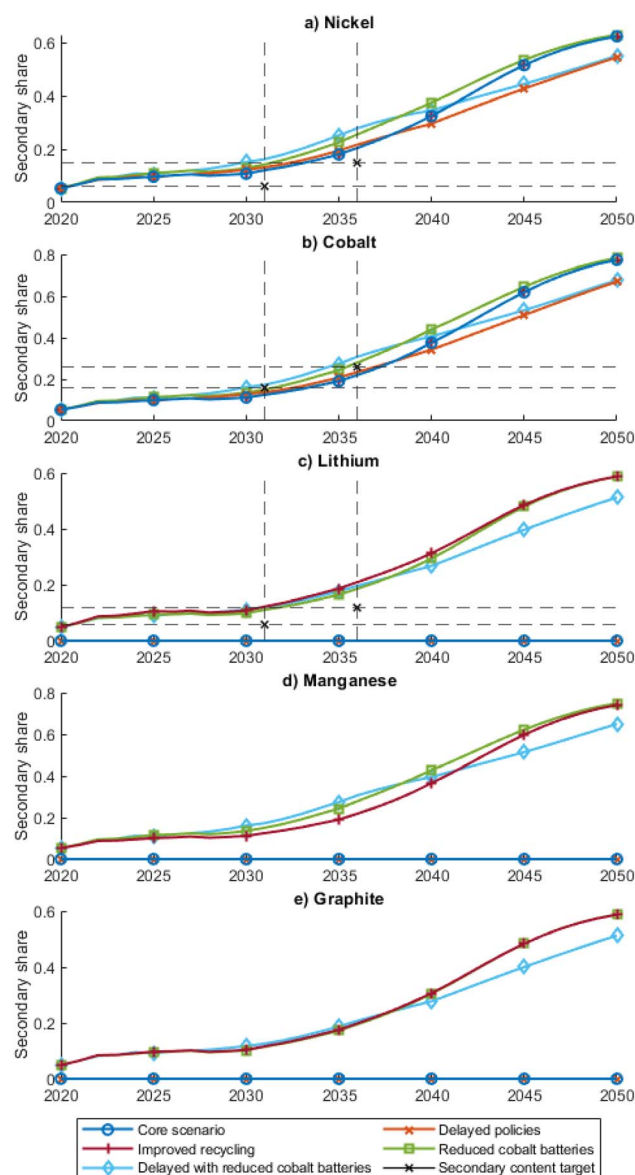 a) Nickel
0.6
0.4
0.2
0
Secondary share
2020 2025 2030 2035 2040 2045 2050
b) Cobalt
0.8
0.6
0.4
0.2
0
Secondary share
2020 2025 2030 2035 2040 2045 2050
c) Lithium
0.6
0.4
0.2
0
Secondary share
2020 2025 2030 2035 2040 2045 2050
d) Manganese
0.8
0.6
0.4
0.2
0
Secondary share
2020 2025 2030 2035 2040 2045 2050
e) Graphite
0.6
0.4
0.2
0
Secondary share
2020 2025 2030 2035 2040 2045 2050
Core scenario Delayed policies
Improved recycling Reduced cobalt batteries
Delayed with reduced cobalt batteries Secondary content target